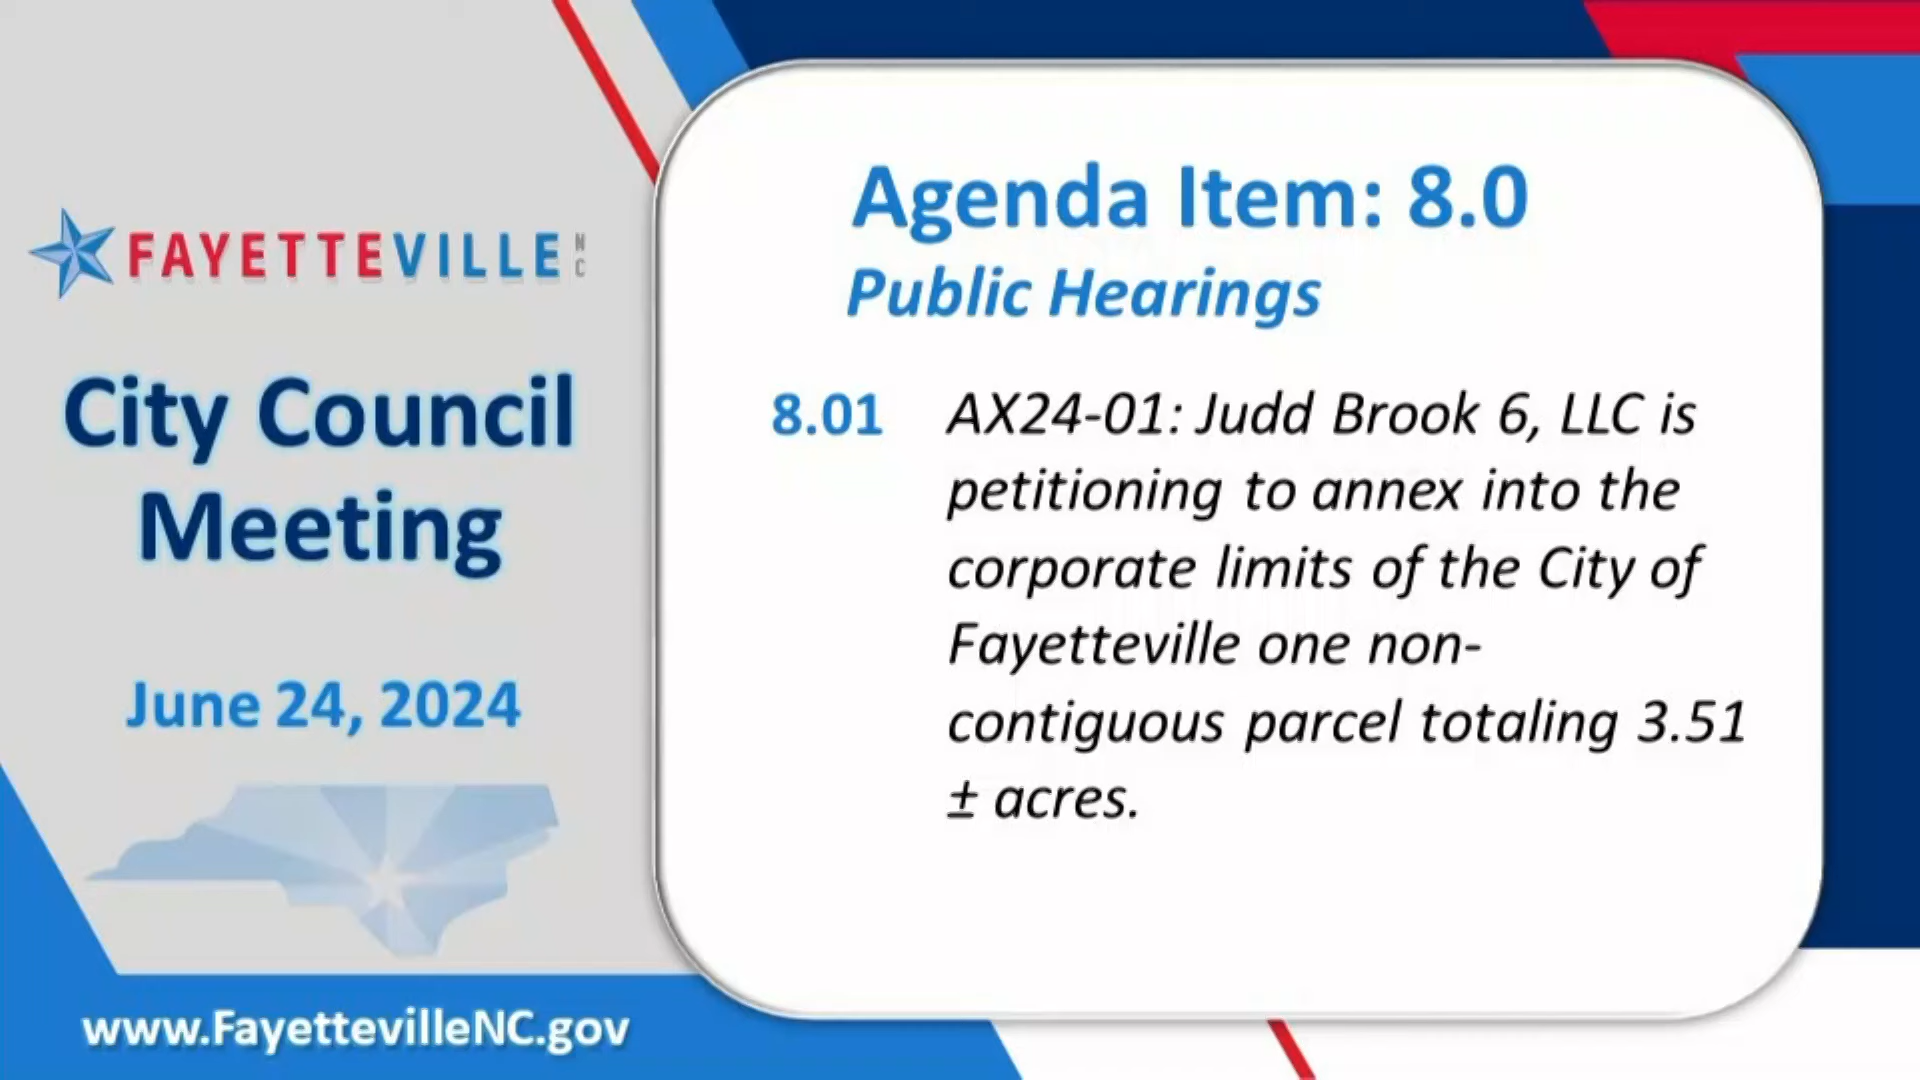 FAYETTEVILLE NC
City Council
Meeting
June 24, 2024
www.FayettevilleNC.gov
Agenda Item: 8.0
Public Hearings
8.01 AX24-01: Judd Brook 6, LLC is
petitioning to annex into the
corporate limits of the City of
Fayetteville one non-
contiguous parcel totaling 3.51
± acres.